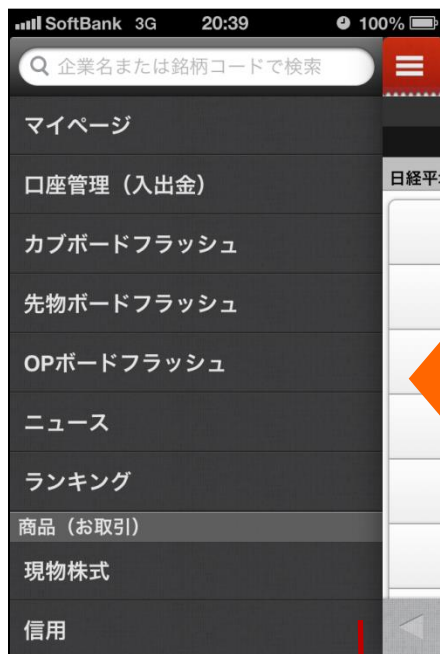 SoftBank 3G 20:39 100%
企業名または銘柄コードで検索
マイページ
口座管理（入出金）
日経平
カブボードフラッシュ
先物ボードフラッシュ
OPボードフラッシュ
ニュース
ランキング
商品（お取引）
現物株式
信用